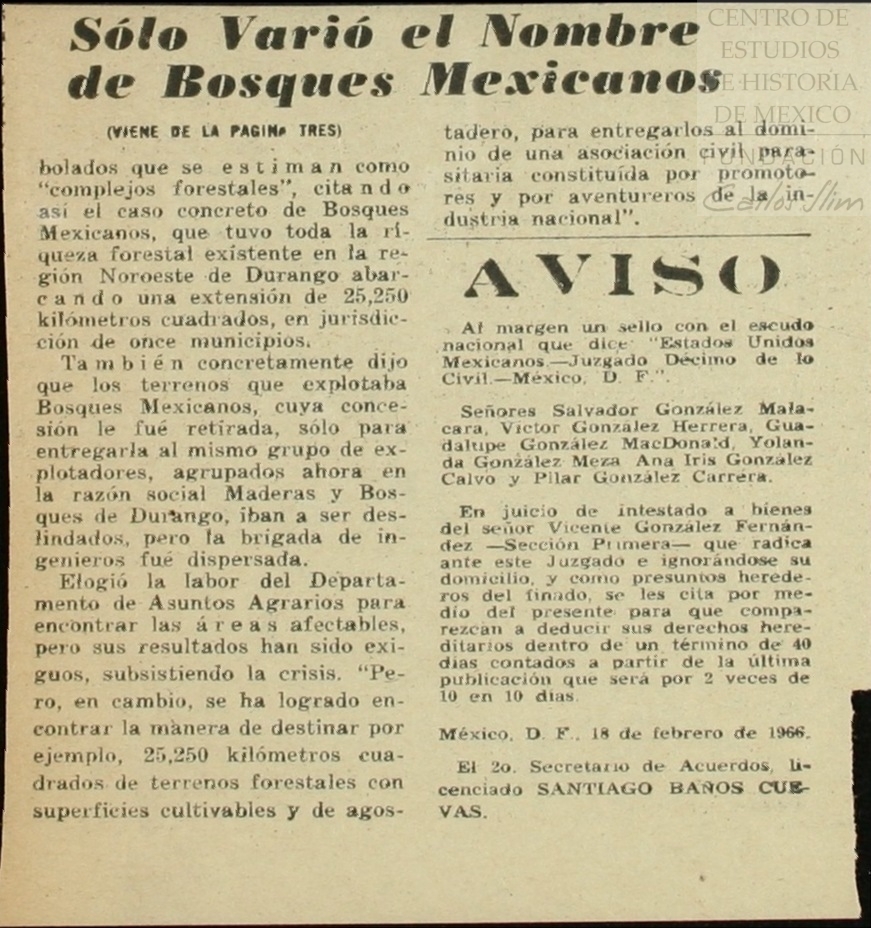 Sólo Varió el Nombre
de Bosques Mexicanos
(VIENE DE LA PAGINA TRES)
bolados que se estiman como
"complejos forestales", citando
así el caso concreto de Bosques
Mexicanos, que tuvo toda la ri-
queza forestal existente en la re-
gión Noroeste de Durango abar-
cando una extensión de 25,250
kilómetros cuadrados, en jurisdic-
ción de once municipios.
También concretamente dijo
que los terrenos que explotaba
Bosques Mexicanos, cuya conce-
sión le fué retirada, sólo para
entregarla al mismo grupo de ex-
plotadores, agrupados ahora en
la razón social Maderas y Bos-
ques de Durango, iban a ser des-
lindados, pero la brigada de in-
genieros fué dispersada.
Elogió la labor del Departa-
mento de Asuntos Agrarios para
encontrar las áreas afectables,
pero sus resultados han sido exi-
guos, subsistiendo la crisis. "Pe-
ro, en cambio, se ha logrado en-
contrar la manera de destinar por
ejemplo, 25,250 kilómetros cua-
drados de terrenos forestales con
superficies cultivables y de agos-
tadero, para entregarlos al domi-
nio de una asociación civil para-
sitaria constituída por promoto-
res y por aventureros de la in-
dustria nacional".
AVISO
Al margen un sello con el escudo
nacional que dice: "Estados Unidos
Mexicanos.—Juzgado Décimo de lo
Civil.—México, D. F.".
Señores Salvador González Mala-
cara, Víctor González Herrera, Gua-
dalupe González MacDonald, Yolan-
da González Meza Ana Iris González
Calvo y Pilar González Carrera.
En juicio de intestado a bienes
del señor Vicente González Fernán-
dez —Sección Primera— que radica
ante este Juzgado e ignorándose su
domicilio, y como presuntos herede-
ros del finado, se les cita por me-
dio del presente para que compa-
rezcan a deducir sus derechos here-
ditarios dentro de un término de 40
días contados a partir de la última
publicación que será por 2 veces de
10 en 10 días.
México, D. F., 18 de febrero de 1966.
El 2o. Secretario de Acuerdos, li-
cenciado SANTIAGO BAÑOS CUE-
VAS.
CENTRO DE
ESTUDIOS
DE HISTORIA
DE MEXICO
FUNDACIÓN
Carlos Slim